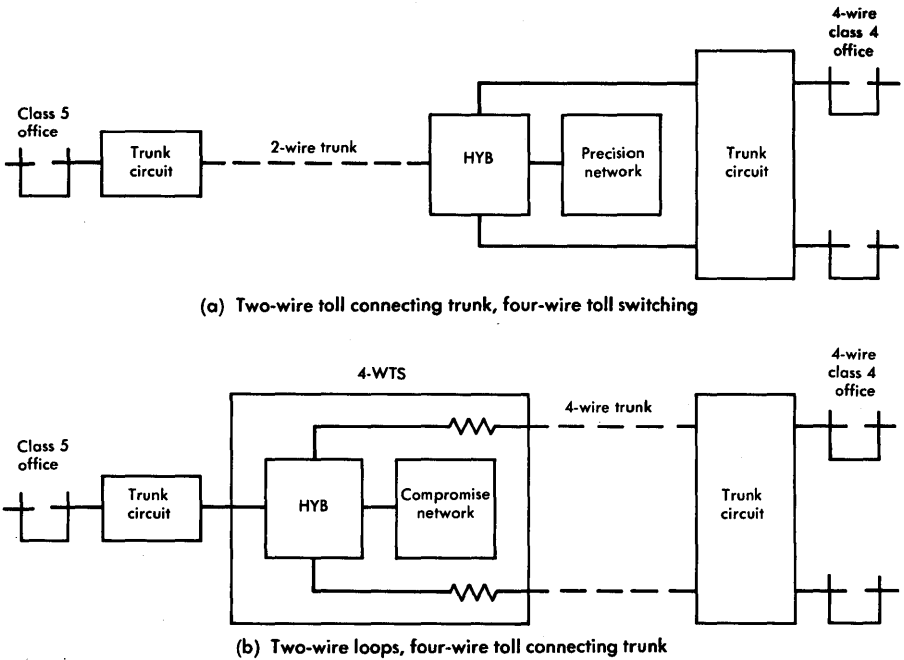 4-wire
class 4
office
Class 5
office
Trunk
circuit
2-wire trunk
HYB
Precision
network
Trunk
circuit
(a) Two-wire toll connecting trunk, four-wire toll switching
4-WTS
4-wire
class 4
office
4-wire trunk
Class 5
office
Trunk
circuit
HYB
Compromise
network
Trunk
circuit
(b) Two-wire loops, four-wire toll connecting trunk